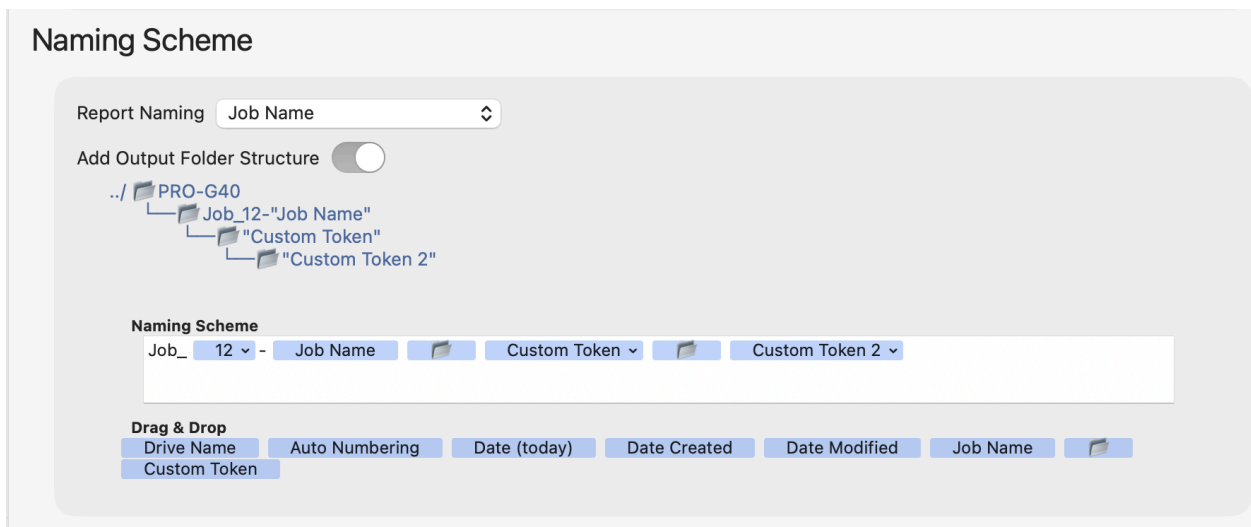 Naming Scheme
Report Naming Job Name
Add Output Folder Structure
../ PRO-G40
Job_12-"Job Name"
"Custom Token"
"Custom Token 2"
Naming Scheme
Job_ 12 - Job Name Custom Token Custom Token 2
Drag & Drop
Drive Name Auto Numbering Date (today) Date Created Date Modified Job Name
Custom Token